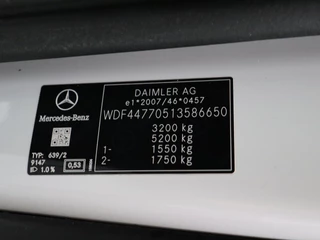 DAIMLER AG
e1*2007/46*0457
WDF44770513586650
3200 kg
5200 kg
1- 1550 kg
2- 1750 kg
Mercedes-Benz
TYP: 639/2
9147
1.0% 0,53